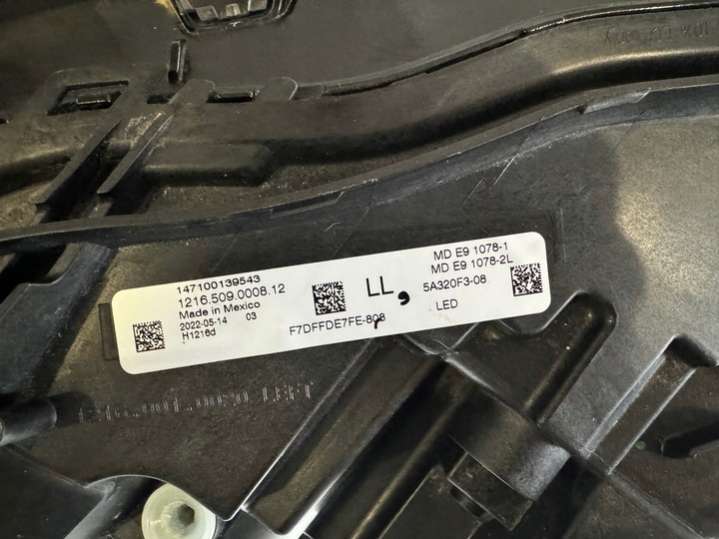 147100139543
1216.509.0008.12
Made in Mexico
2022-05-14 03
H1216d
F7DFFDE7FE-808
LL,
MD E9 1078-1
MD E9 1078-2L
5A320F3-08
LED